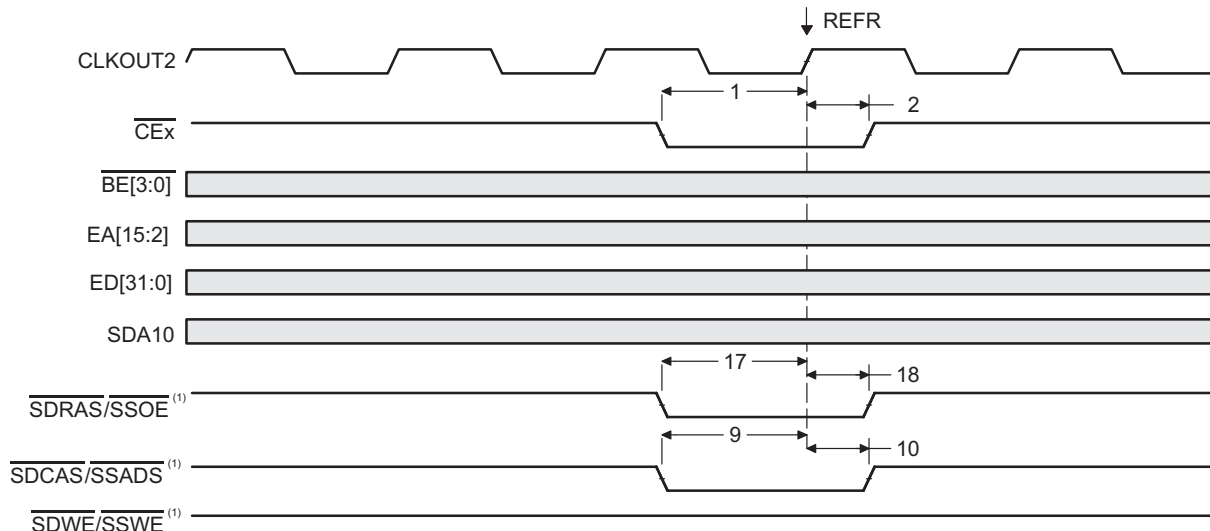 REFR
CLKOUT2
1
2
CEx
BE[3:0]
EA[15:2]
ED[31:0]
SDA10
17
18
SDRAS/SSOE (1)
9
10
SDCAS/SSADS (1)
SDWE/SSWE (1)